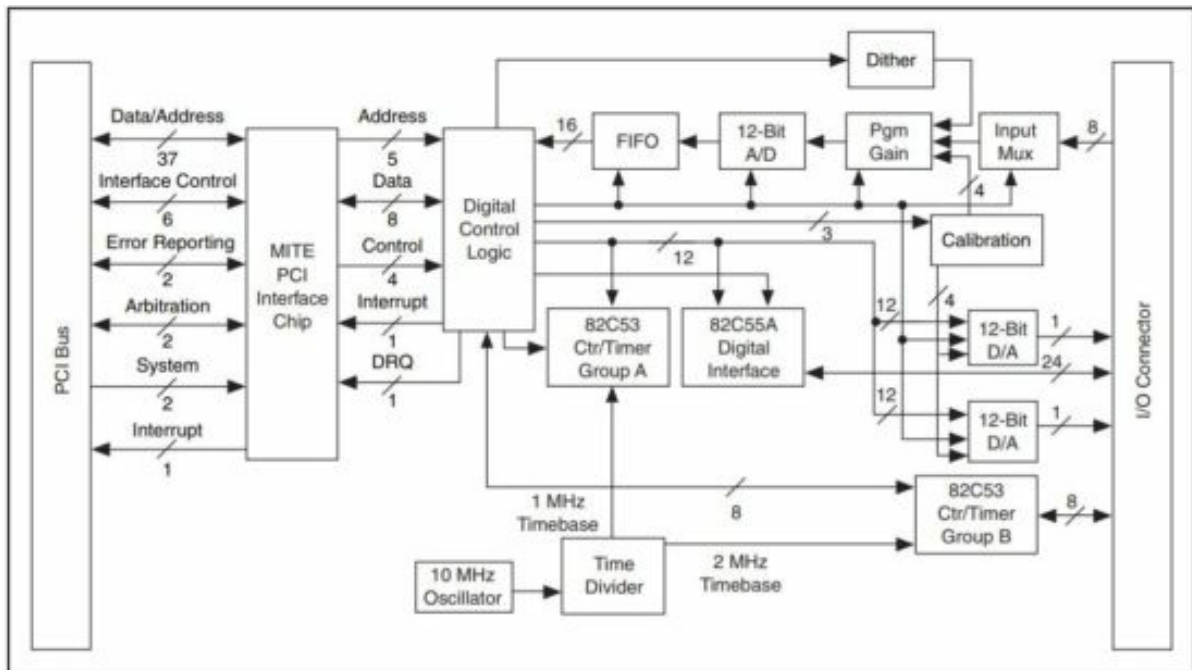 PCI Bus
Data/Address
37
Interface Control
6
Error Reporting
2
Arbitration
2
System
2
Interrupt
1
MITE
PCI
Interface
Chip
Address
5
Data
8
Control
4
Interrupt
1
DRQ
1
Digital
Control
Logic
Dither
16
FIFO
12-Bit
A/D
Pgm
Gain
Input
Mux
8
4
3
Calibration
12
4
82C53
Ctr/Timer
Group A
82C55A
Digital
Interface
12
12-Bit
D/A
1
24
12
12-Bit
D/A
1
82C53
Ctr/Timer
Group B
8
8
1 MHz
Timebase
10 MHz
Oscillator
Time
Divider
2 MHz
Timebase
I/O Connector